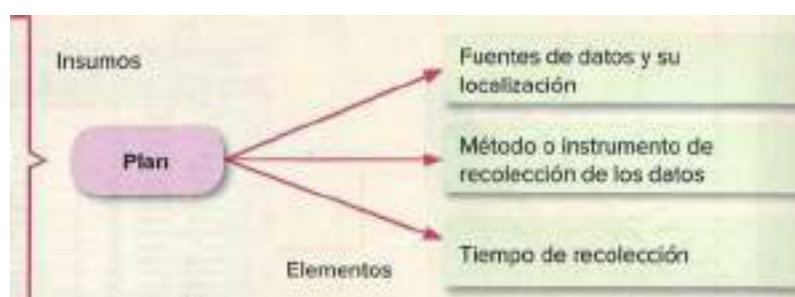 Insumos
Plan
Fuentes de datos y su
localización
Método o instrumento de
recolección de los datos
Tiempo de recolección
Elementos